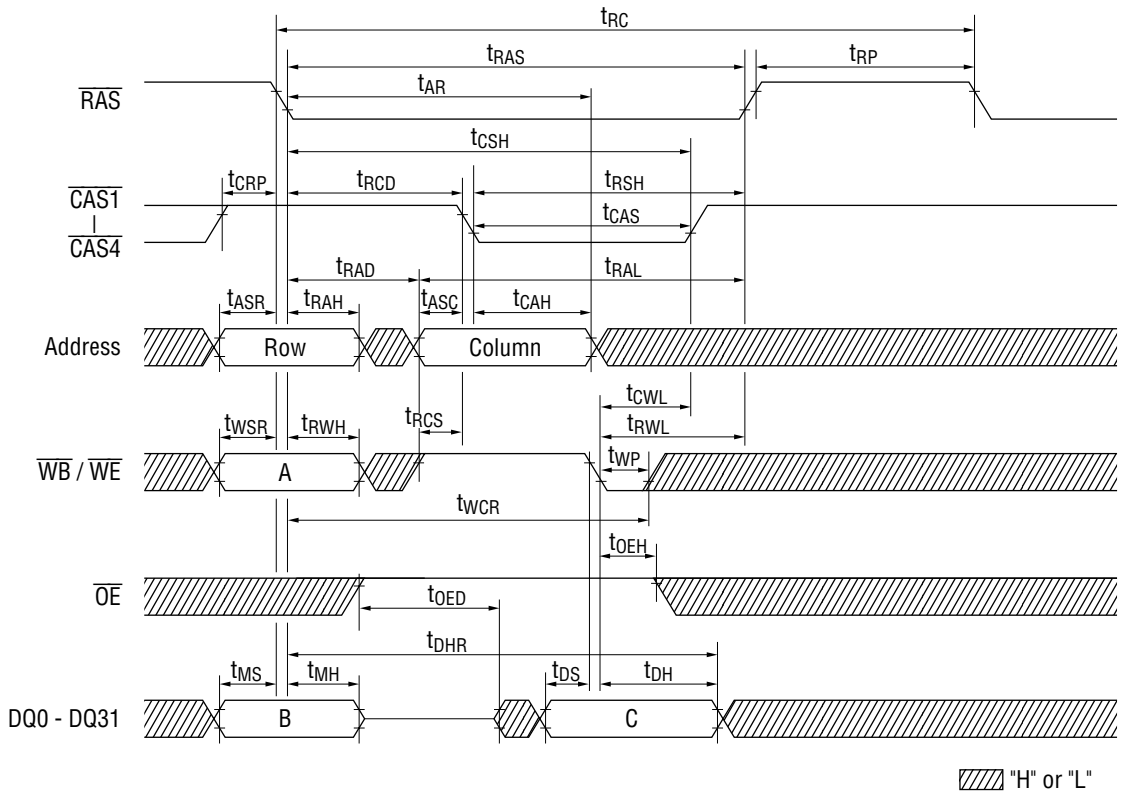 tRC
tRAS
tRP
RAS
tAR
tCSH
tCRP
tRCD
tRSH
CAS1
|
CAS4
tCAS
tRAD
tRAL
tASR
tRAH
tASC
tCAH
Address
Row
Column
tCWL
tRCS
tRWL
tWSR
tRWH
tWP
WB / WE
A
tWCR
tOEH
OE
tOED
tDHR
tMS
tMH
tDS
tDH
DQ0 - DQ31
B
C
"H" or "L"